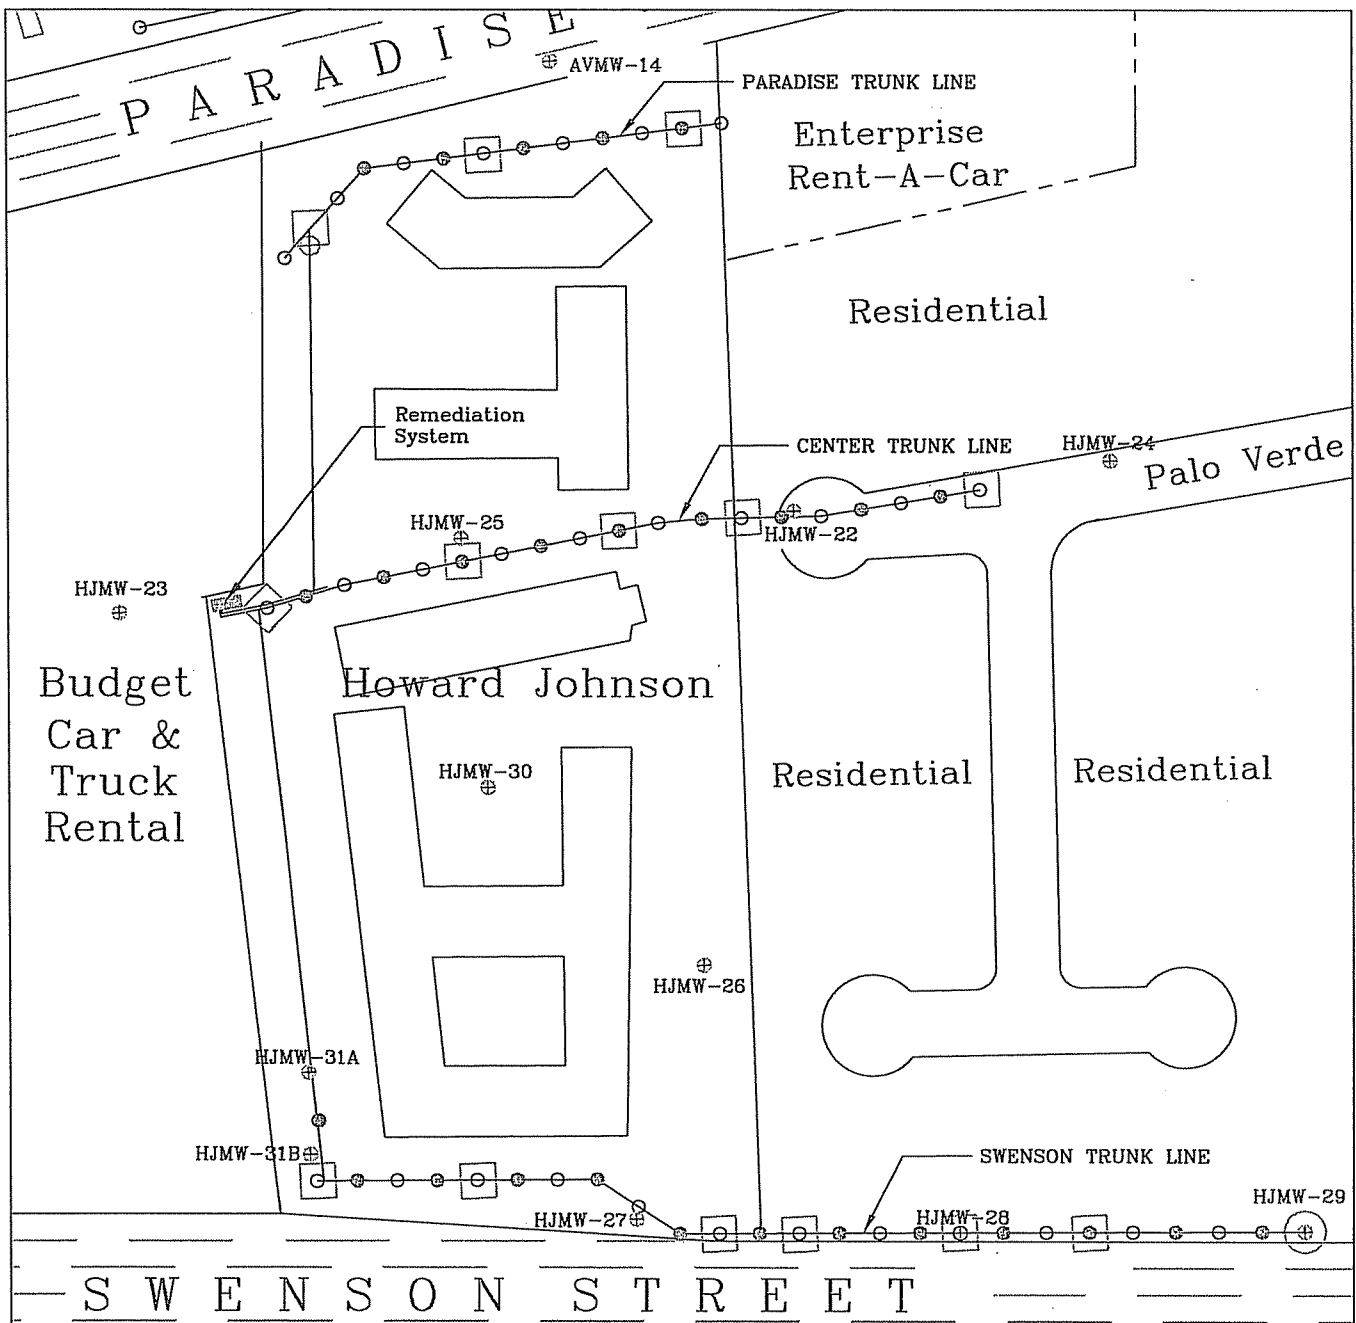 PARADISE
AVMW-14
PARADISE TRUNK LINE
Enterprise
Rent-A-Car
Residential
Remediation
System
CENTER TRUNK LINE
HJMW-24
Palo Verde
HJMW-25
HJMW-22
HJMW-23
Budget
Car &
Truck
Rental
Howard Johnson
HJMW-30
Residential
Residential
HJMW-26
HJMW-31A
HJMW-31B
SWENSON TRUNK LINE
HJMW-29
HJMW-27
HJMW-28
SWENSON STREET